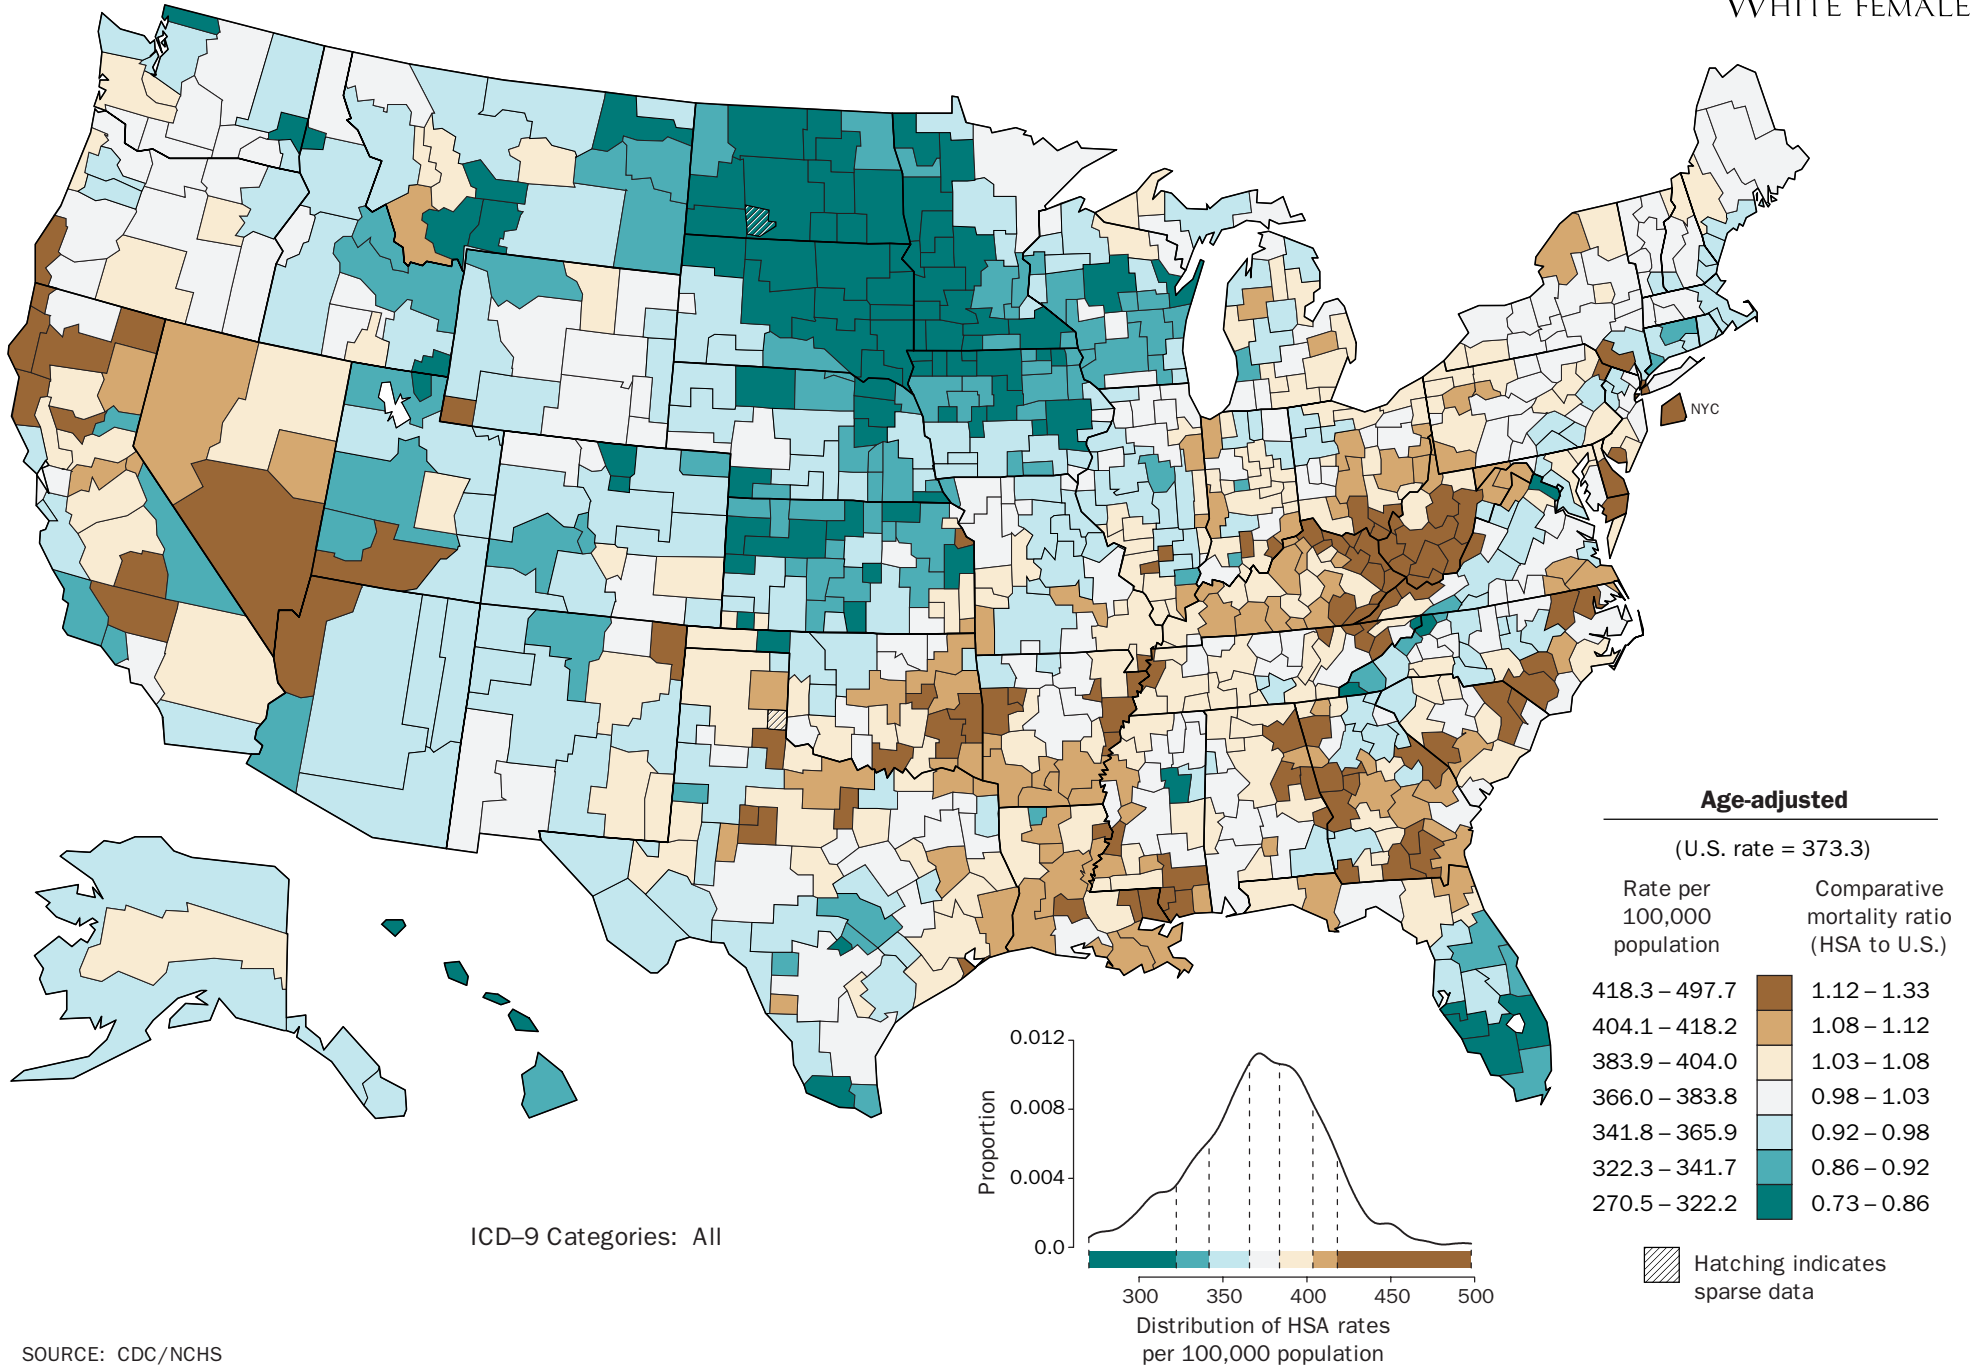 WHITE FEMALE
NYC
Age-adjusted
(U.S. rate = 373.3)
Rate per
100,000
population
Comparative
mortality ratio
(HSA to U.S.)
418.3 – 497.7 1.12 – 1.33
404.1 – 418.2 1.08 – 1.12
383.9 – 404.0 1.03 – 1.08
366.0 – 383.8 0.98 – 1.03
341.8 – 365.9 0.92 – 0.98
322.3 – 341.7 0.86 – 0.92
270.5 – 322.2 0.73 – 0.86
Hatching indicates
sparse data
0.012
0.008
0.004
0.0
Proportion
300 350 400 450 500
Distribution of HSA rates
per 100,000 population
ICD–9 Categories: All
SOURCE: CDC/NCHS